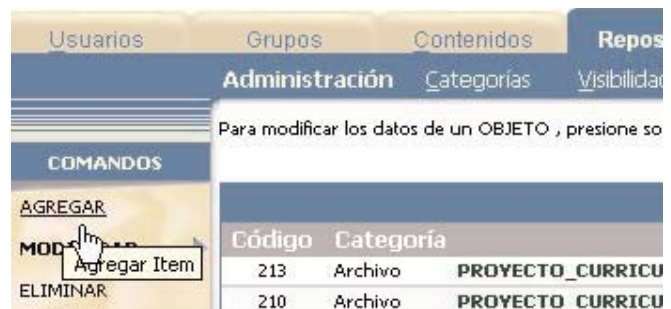 Usuarios Grupos Contenidos Repos
Administración Categorías Visibilidad
Para modificar los datos de un OBJETO , presione so
COMANDOS
AGREGAR
Agregar Item
ELIMINAR
Código Categoría
213 Archivo PROYECTO_CURRICU
210 Archivo PROYECTO_CURRICU